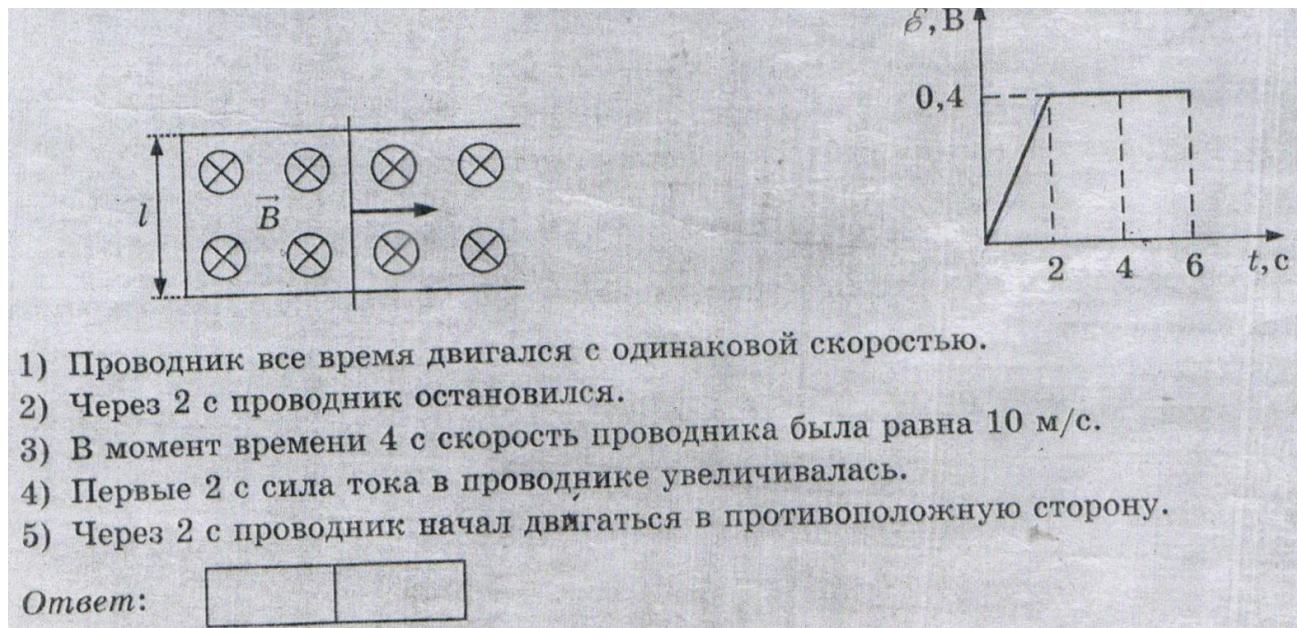 ℰ, В
0,4
l
B
2 4 6 t, с
1) Проводник все время двигался с одинаковой скоростью.
2) Через 2 с проводник остановился.
3) В момент времени 4 с скорость проводника была равна 10 м/с.
4) Первые 2 с сила тока в проводнике увеличивалась.
5) Через 2 с проводник начал двигаться в противоположную сторону.
Ответ: